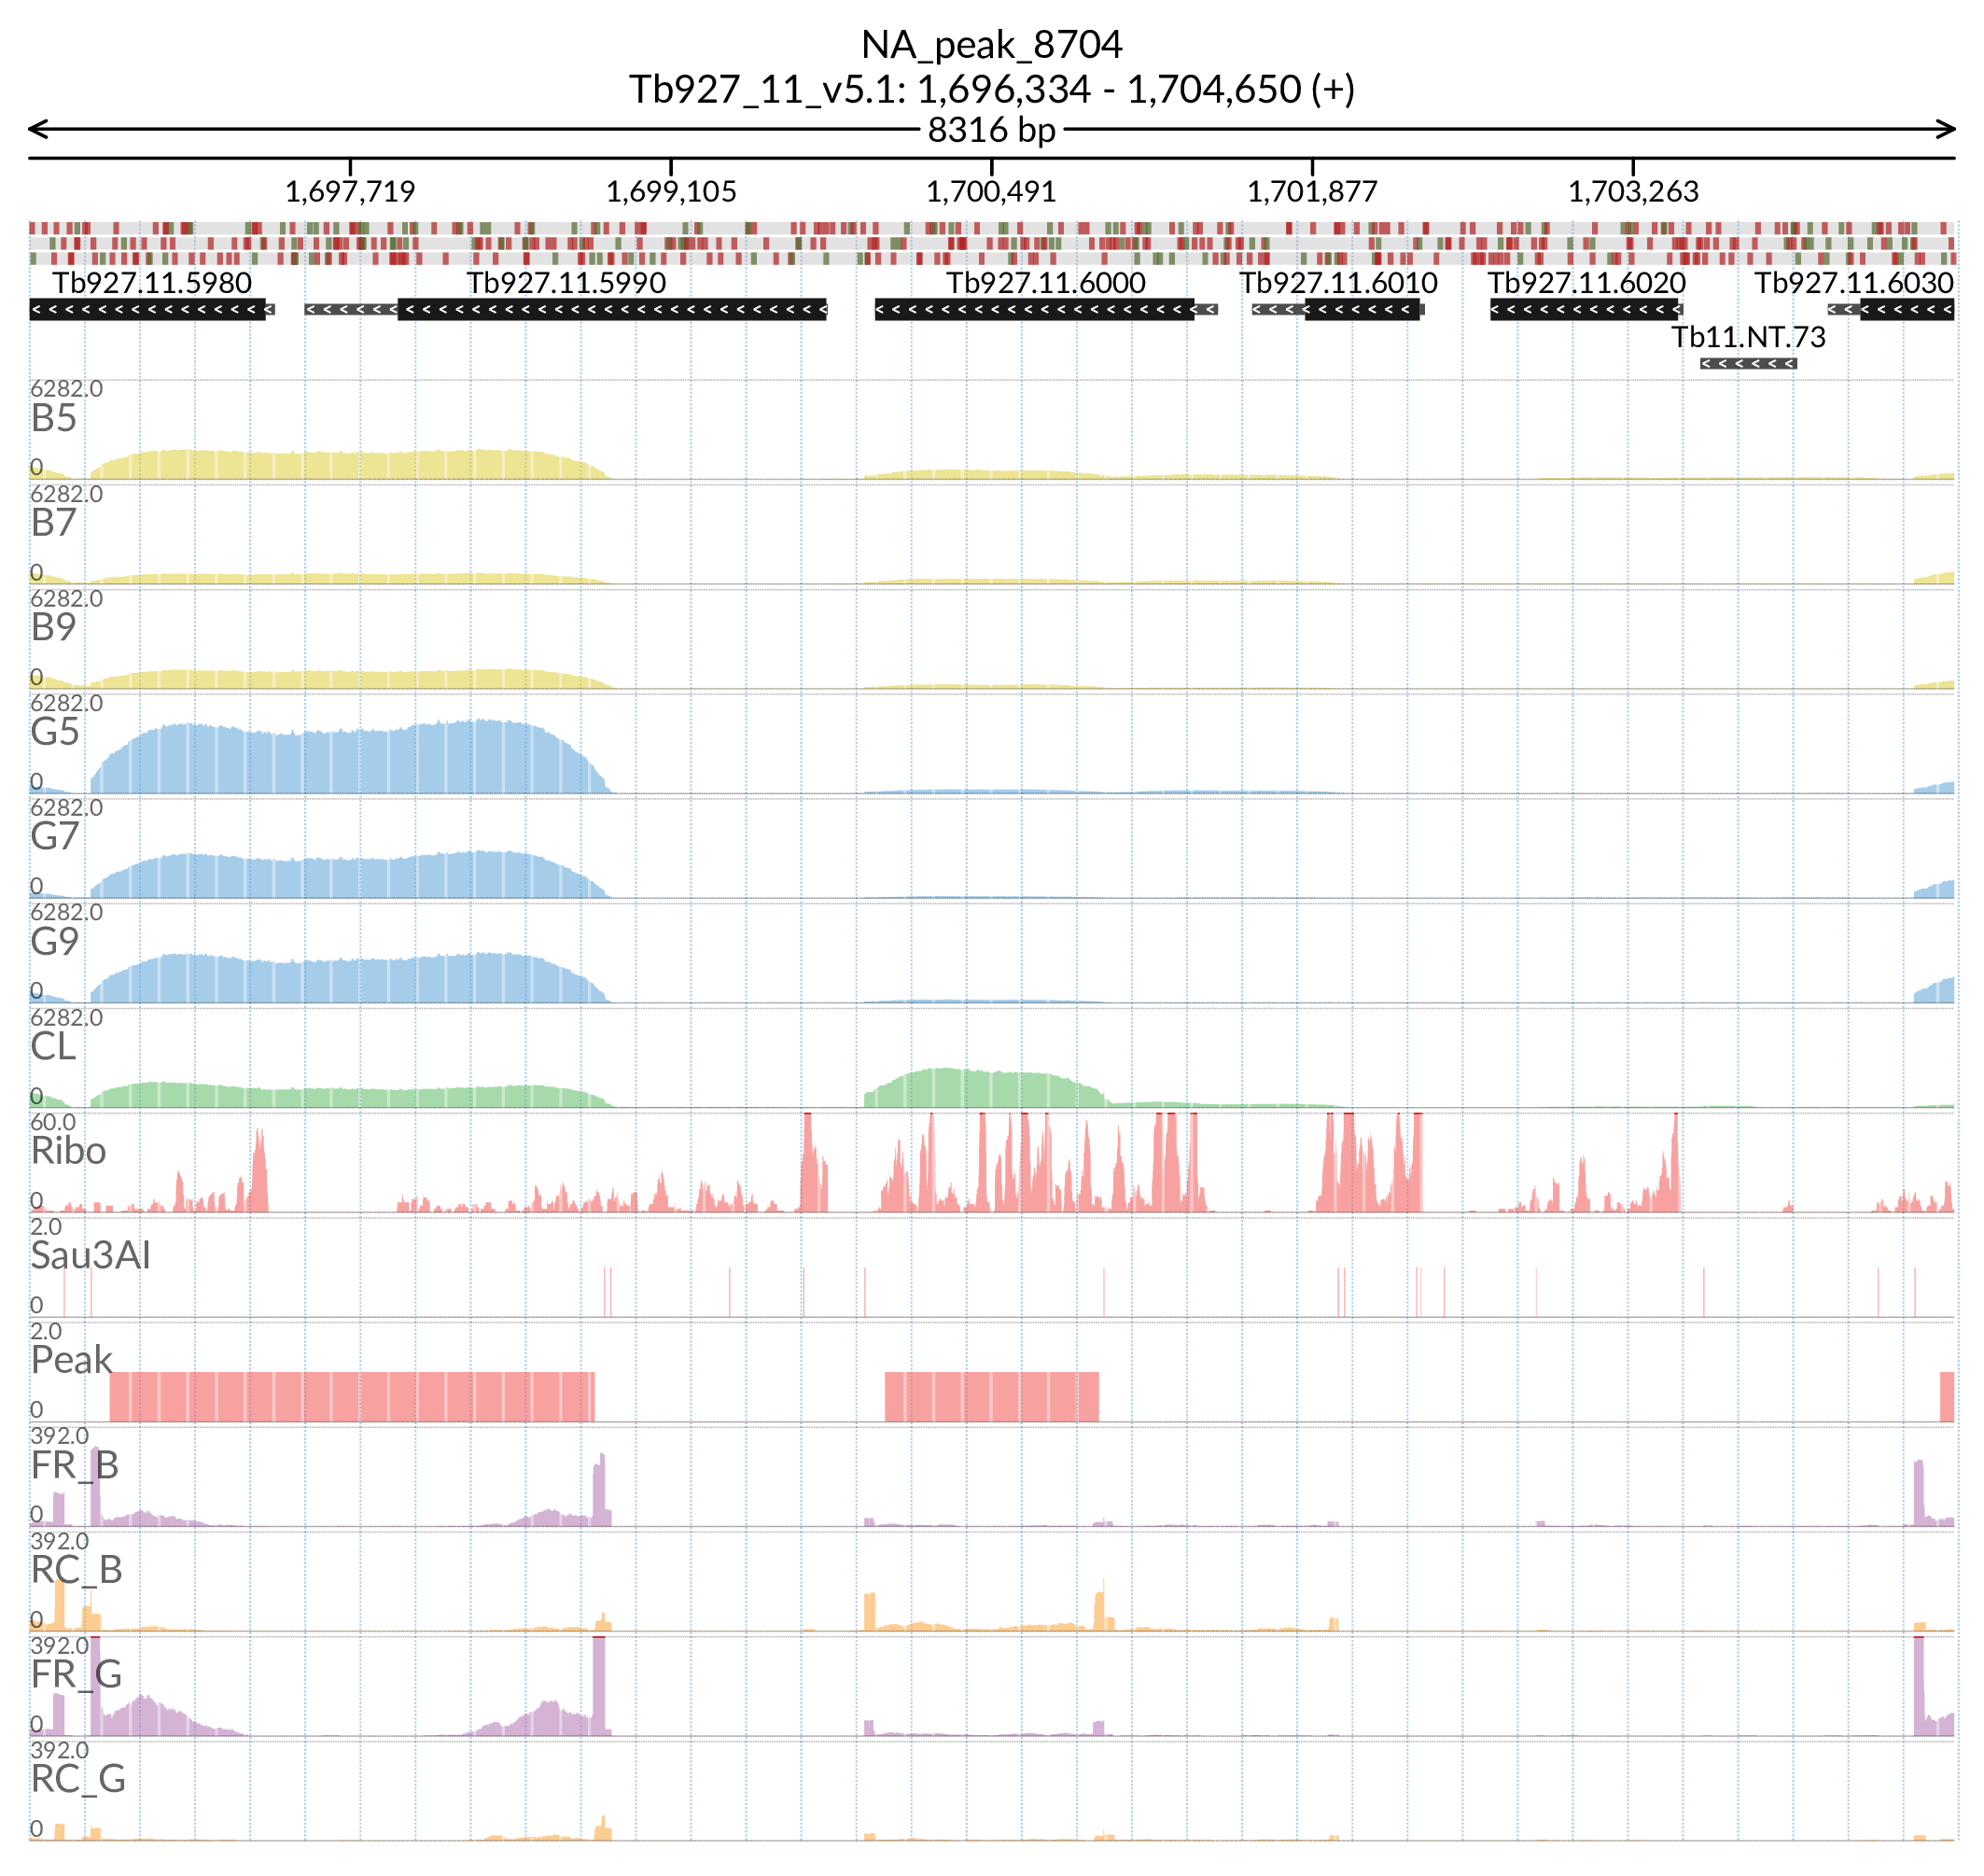 NA_peak_8704
Tb927_11_v5.1: 1,696,334 - 1,704,650 (+)
8316 bp
1,697,719 1,699,105 1,700,491 1,701,877 1,703,263
Tb927.11.5980 Tb927.11.5990 Tb927.11.6000 Tb927.11.6010 Tb927.11.6020 Tb927.11.6030
Tb11.NT.73
6282.0
B5
0
6282.0
B7
0
6282.0
B9
0
6282.0
G5
0
6282.0
G7
0
6282.0
G9
0
6282.0
CL
0
60.0
Ribo
0
2.0
Sau3AI
0
2.0
Peak
0
392.0
FR_B
0
392.0
RC_B
0
392.0
FR_G
0
392.0
RC_G
0